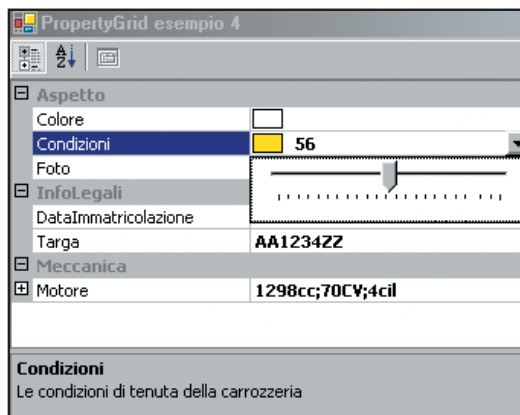 PropertyGrid esempio 4
A
Z
Aspetto
Colore
Condizioni 56
Foto
InfoLegali
DataImmatricolazione
Targa AA1234ZZ
Meccanica
Motore 1298cc;70CV;4cil
Condizioni
Le condizioni di tenuta della carrozzeria